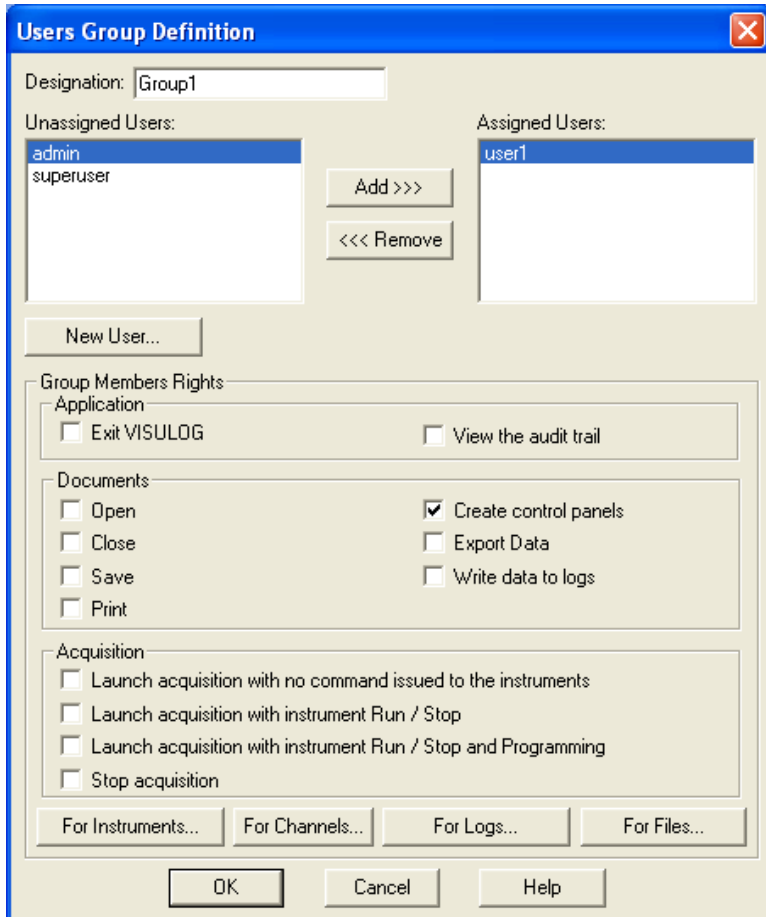 Users Group Definition
Designation: Group1
Unassigned Users: Assigned Users:
admin user1
superuser
Add >>>
<<< Remove
New User...
Group Members Rights
Application
Exit VISULOG View the audit trail
Documents
Open Create control panels
Close Export Data
Save Write data to logs
Print
Acquisition
Launch acquisition with no command issued to the instruments
Launch acquisition with instrument Run / Stop
Launch acquisition with instrument Run / Stop and Programming
Stop acquisition
For Instruments... For Channels... For Logs... For Files...
OK Cancel Help